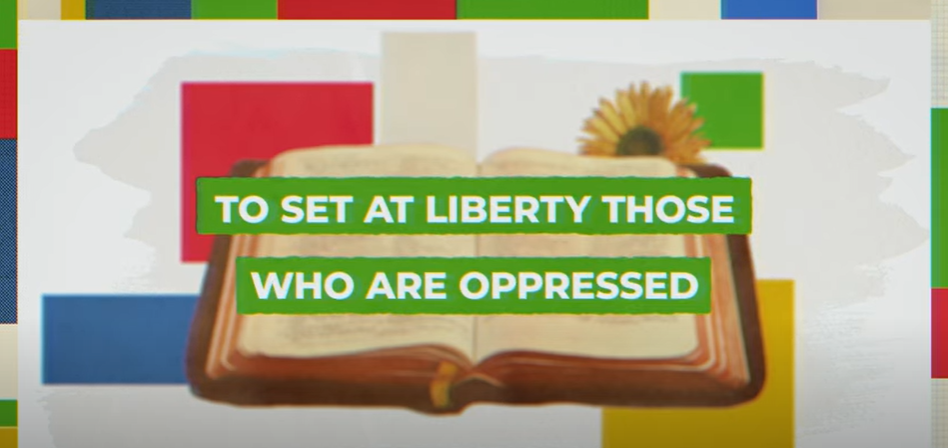 TO SET AT LIBERTY THOSE
WHO ARE OPPRESSED